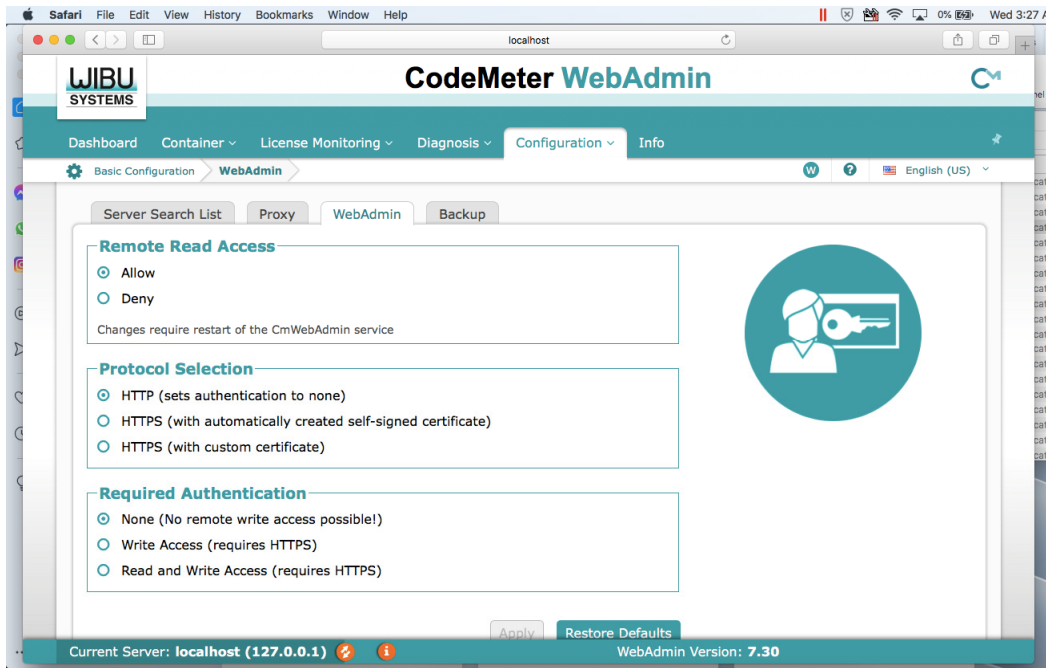 Safari File Edit View History Bookmarks Window Help 0% Wed 3:27
localhost
WIBU
SYSTEMS
CodeMeter WebAdmin
CM
Dashboard Container License Monitoring Diagnosis Configuration Info
Basic Configuration WebAdmin W ? English (US)
Server Search List Proxy WebAdmin Backup
Remote Read Access
Allow
Deny
Changes require restart of the CmWebAdmin service
Protocol Selection
HTTP (sets authentication to none)
HTTPS (with automatically created self-signed certificate)
HTTPS (with custom certificate)
Required Authentication
None (No remote write access possible!)
Write Access (requires HTTPS)
Read and Write Access (requires HTTPS)
Apply Restore Defaults
Current Server: localhost (127.0.0.1) WebAdmin Version: 7.30